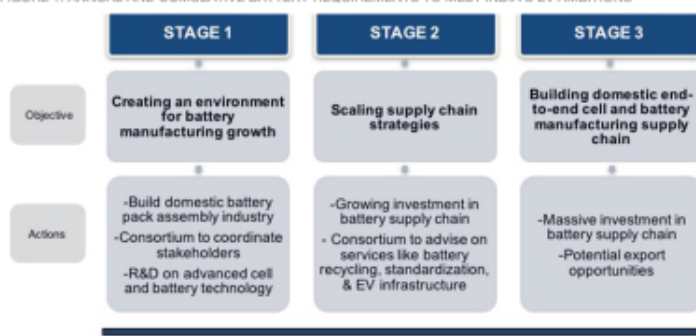 STAGE 1
STAGE 2
STAGE 3
Objective
Creating an environment
for battery
manufacturing growth
Scaling supply chain
strategies
Building domestic end-
to-end cell and battery
manufacturing supply
chain
Actions
-Build domestic battery
pack assembly industry
-Consortium to coordinate
stakeholders
-R&D on advanced cell
and battery technology
-Growing investment in
battery supply chain
- Consortium to advise on
services like battery
recycling, standardization,
& EV infrastructure
-Massive investment in
battery supply chain
-Potential export
opportunities